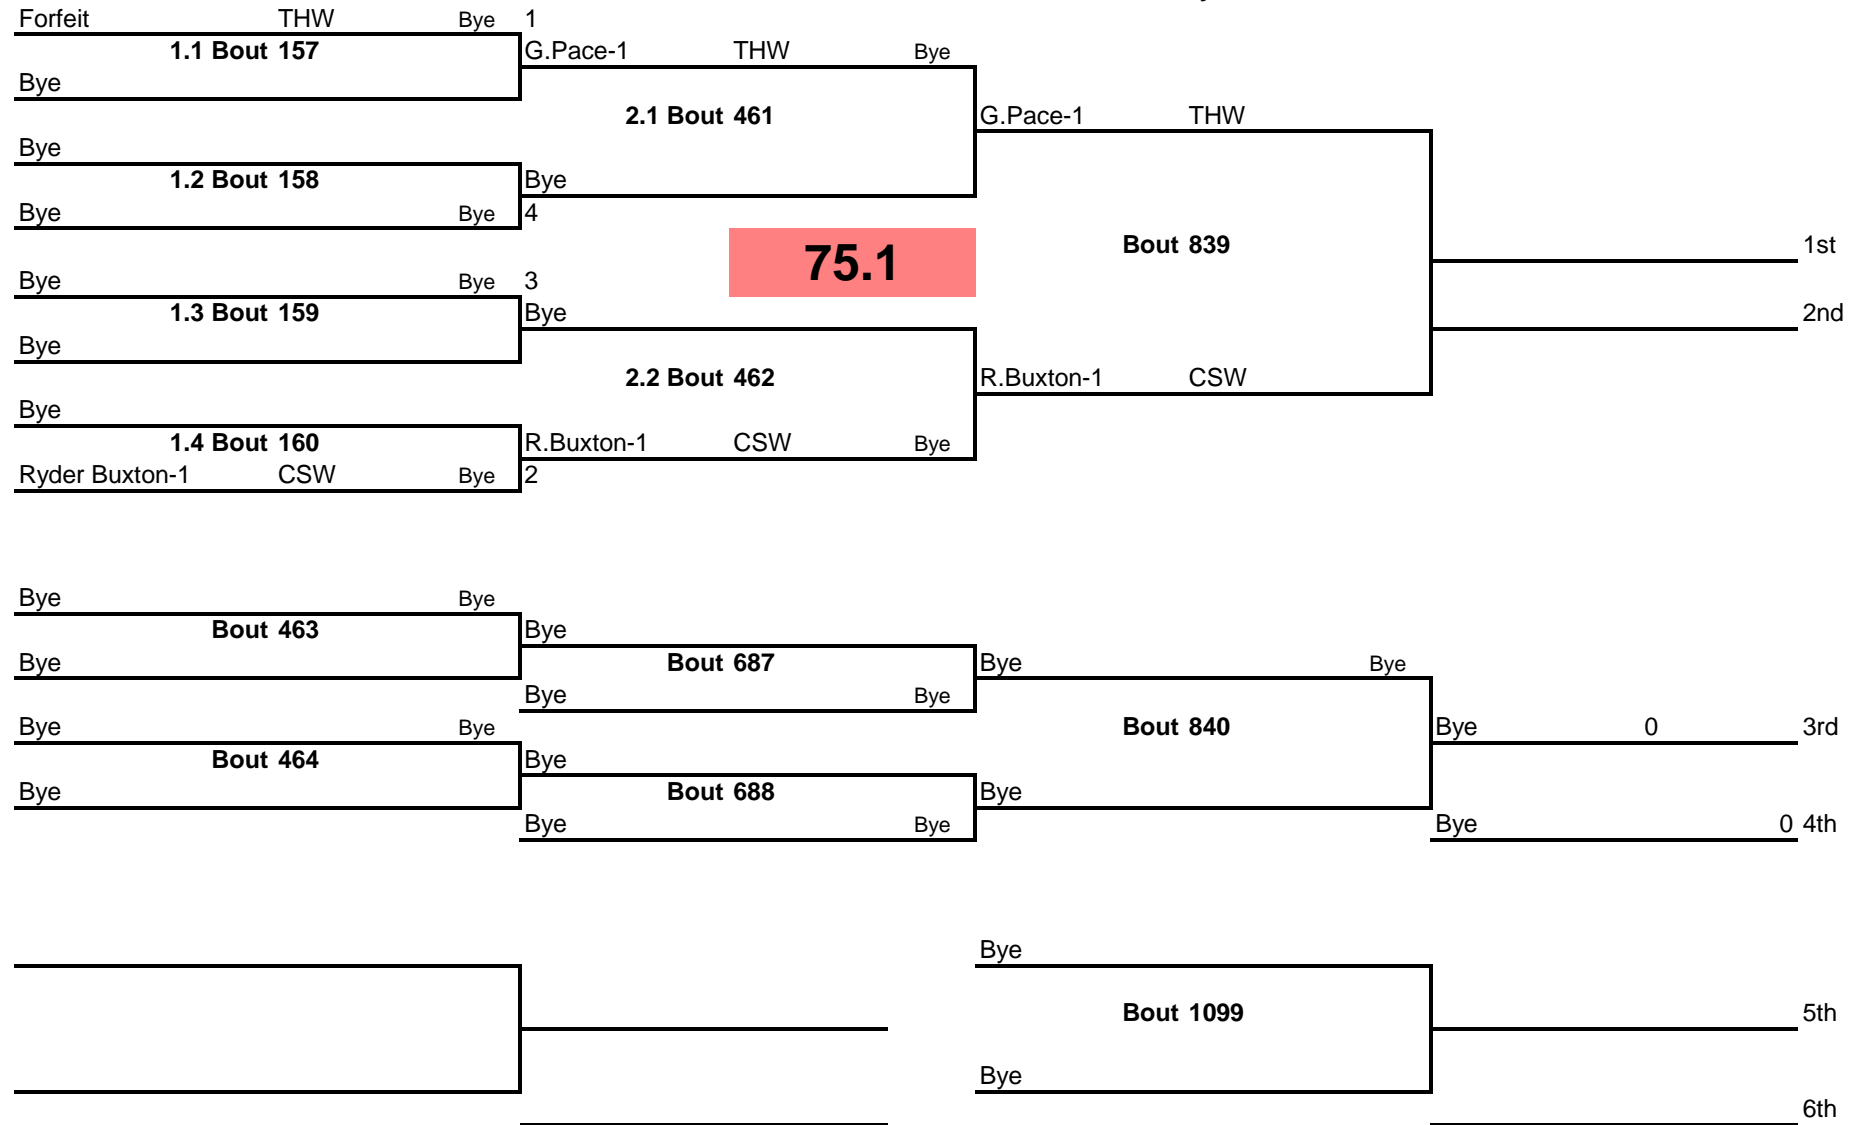 Forfeit THW Bye 1
1.1 Bout 157 G.Pace-1 THW Bye
Bye
2.1 Bout 461 G.Pace-1 THW
Bye
1.2 Bout 158 Bye
Bye Bye 4
75.1 Bout 839 1st
Bye Bye 3
1.3 Bout 159 Bye 2nd
Bye
2.2 Bout 462 R.Buxton-1 CSW
Bye
1.4 Bout 160 R.Buxton-1 CSW Bye
Ryder Buxton-1 CSW Bye 2
Bye Bye
Bout 463 Bye
Bye Bout 687 Bye Bye
Bye Bye
Bye Bye Bout 840 Bye 0 3rd
Bout 464 Bye
Bye Bout 688 Bye
Bye Bye Bye 0 4th
Bye
Bout 1099 5th
Bye
6th